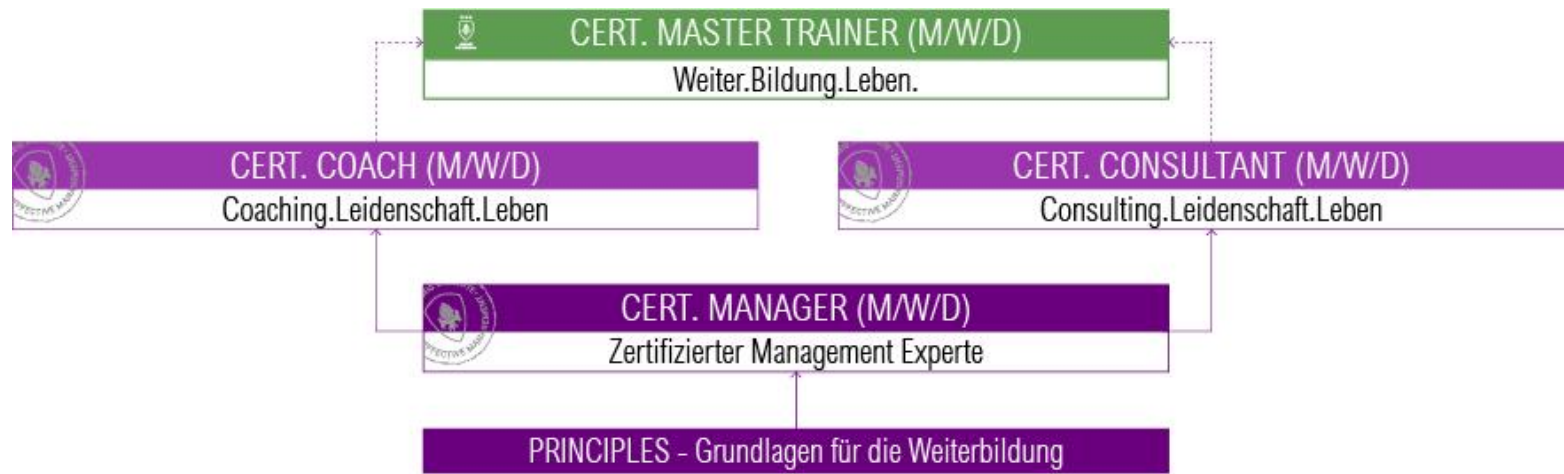 CERT. MASTER TRAINER (M/W/D)
Weiter.Bildung.Leben.
CERT. COACH (M/W/D)
Coaching.Leidenschaft.Leben
CERT. CONSULTANT (M/W/D)
Consulting.Leidenschaft.Leben
CERT. MANAGER (M/W/D)
Zertifizierter Management Experte
PRINCIPLES - Grundlagen für die Weiterbildung